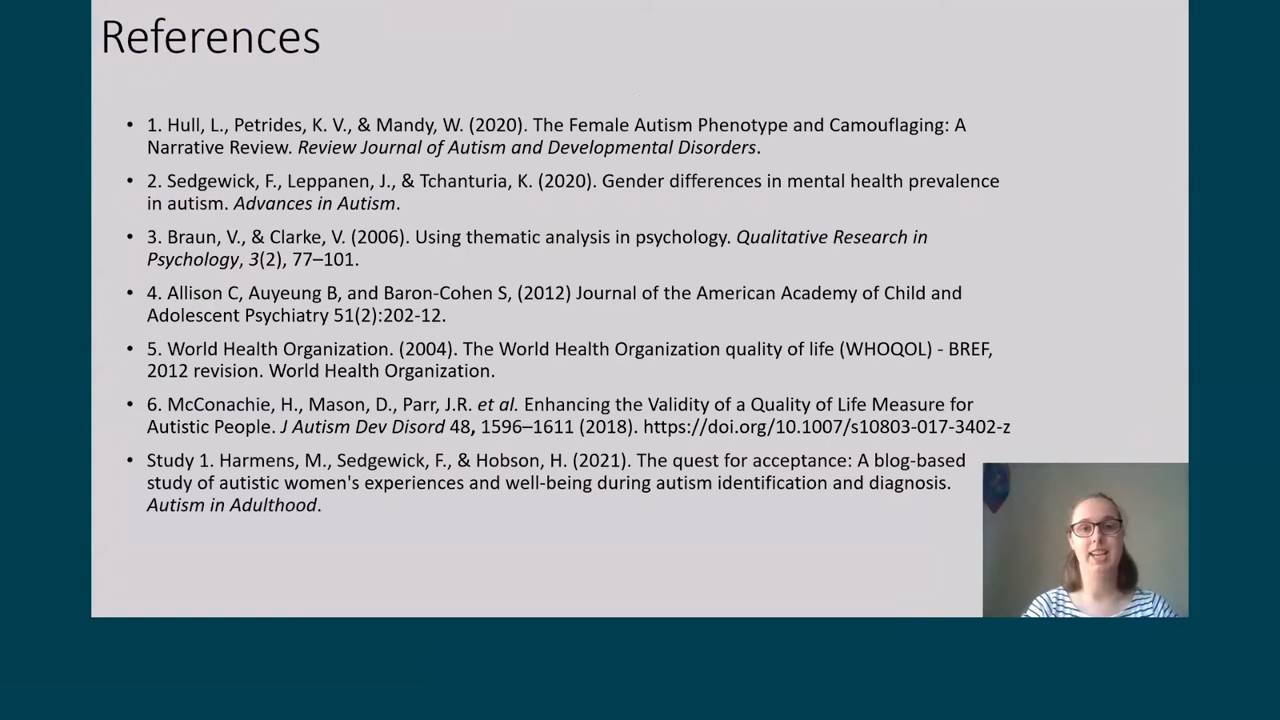 References
• 1. Hull, L., Petrides, K. V., & Mandy, W. (2020). The Female Autism Phenotype and Camouflaging: A
Narrative Review. Review Journal of Autism and Developmental Disorders.
• 2. Sedgewick, F., Leppanen, J., & Tchanturia, K. (2020). Gender differences in mental health prevalence
in autism. Advances in Autism.
• 3. Braun, V., & Clarke, V. (2006). Using thematic analysis in psychology. Qualitative Research in
Psychology, 3(2), 77–101.
• 4. Allison C, Auyeung B, and Baron-Cohen S, (2012) Journal of the American Academy of Child and
Adolescent Psychiatry 51(2):202-12.
• 5. World Health Organization. (2004). The World Health Organization quality of life (WHOQOL) - BREF,
2012 revision. World Health Organization.
• 6. McConachie, H., Mason, D., Parr, J.R. et al. Enhancing the Validity of a Quality of Life Measure for
Autistic People. J Autism Dev Disord 48, 1596–1611 (2018). https://doi.org/10.1007/s10803-017-3402-z
• Study 1. Harmens, M., Sedgewick, F., & Hobson, H. (2021). The quest for acceptance: A blog-based
study of autistic women's experiences and well-being during autism identification and diagnosis.
Autism in Adulthood.